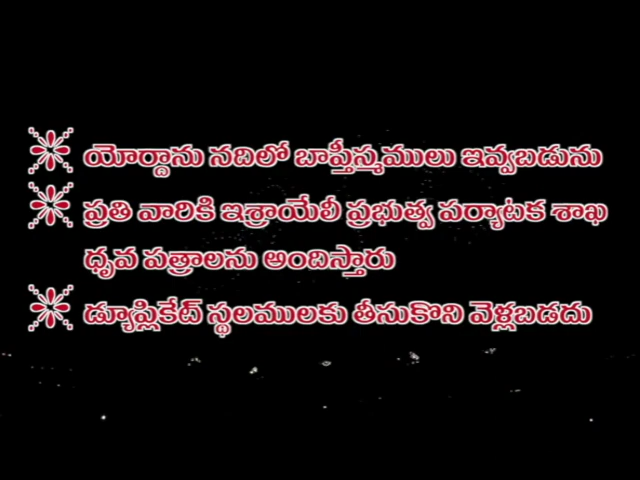 యోర్దాను నదిలో బాప్తీస్మములు ఇవ్వబడును
ప్రతి వారికి ఇశ్రాయేలీ ప్రభుత్వ పర్యాటక శాఖ
ధృవ పత్రాలను అందిస్తారు
డ్యూప్లికేట్ స్థలములకు తీసుకొని వెళ్లబడదు